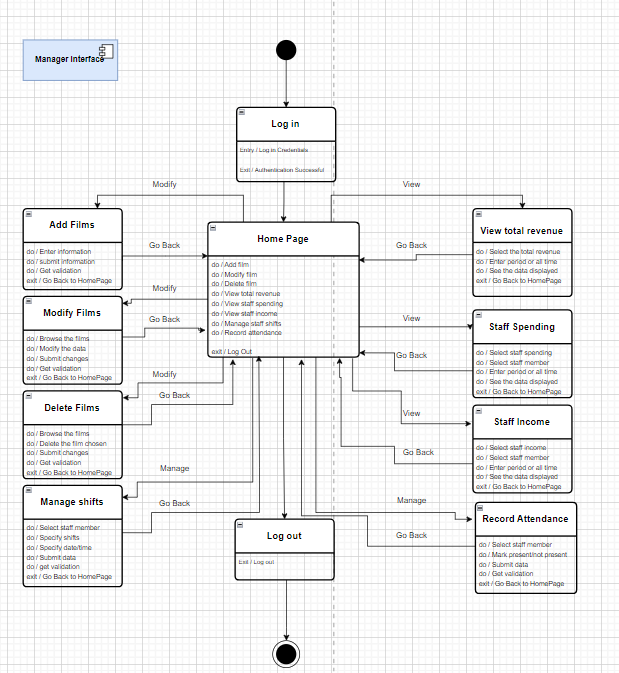 Manager Interface
Log in
Entry / Log in Credentials
Exit / Authentication Successful
Modify
View
Add Films
do / Enter information
do / submit information
do / Get validation
exit / Go Back to HomePage
Go Back
Home Page
do / Add film
do / Modify film
do / Delete film
do / View total revenue
do / View staff spending
do / View staff income
do / Manage staff shifts
do / Record attendance
exit / Log Out
Go Back
View total revenue
do / Select the total revenue
do / Enter period or all time
do / See the data displayed
exit / Go Back to HomePage
Modify
Modify Films
do / Browse the films
do / Modify the data
do / Submit changes
do / Get validation
exit / Go Back to HomePage
Go Back
View
Staff Spending
do / Select staff spending
do / Select staff member
do / Enter period or all time
do / See the data displayed
exit / Go Back to HomePage
Go Back
Modify
Delete Films
do / Browse the films
do / Delete the film chosen
do / Submit changes
do / Get validation
exit / Go Back to HomePage
Go Back
View
Staff Income
do / Select staff income
do / Select staff member
do / Enter period or all time
do / See the data displayed
exit / Go Back to HomePage
Go Back
Manage
Manage shifts
do / Select staff member
do / Specify shifts
do / Specify date/time
do / Submit data
do / get validation
exit / Go Back to HomePage
Go Back
Log out
Exit / Log out
Manage
Record Attendance
do / Select staff member
do / Mark present/not present
do / Submit data
do / Get validation
exit / Go Back to HomePage
Go Back